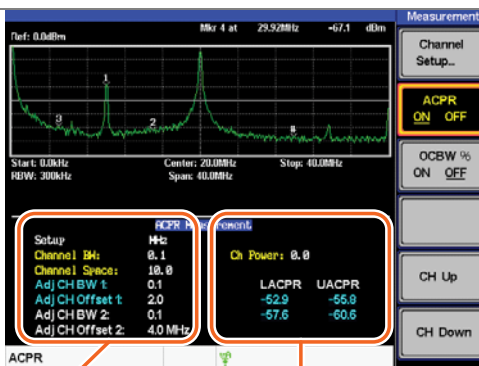 Measurement
Ref: 0.0dBm
Mkr 4 at 29.92MHz -67.1 dBm
Channel
Setup...
1
3
2
ACPR
ON OFF
Start: 0.0kHz Center: 20.0MHz Stop: 40.0MHz
RBW: 300kHz Span: 40.0MHz
OCBW %
ON OFF
ACPR Measurement
Setup MHz
Channel BW: 0.1 Ch Power: 0.0
Channel Space: 10.0
Adj CH BW 1: 0.1 LACPR UACPR
Adj CH Offset 1: 2.0 -52.9 -55.8
Adj CH BW 2: 0.1 -57.6 -60.6
Adj CH Offset 2: 4.0 MHz
CH Up
CH Down
ACPR